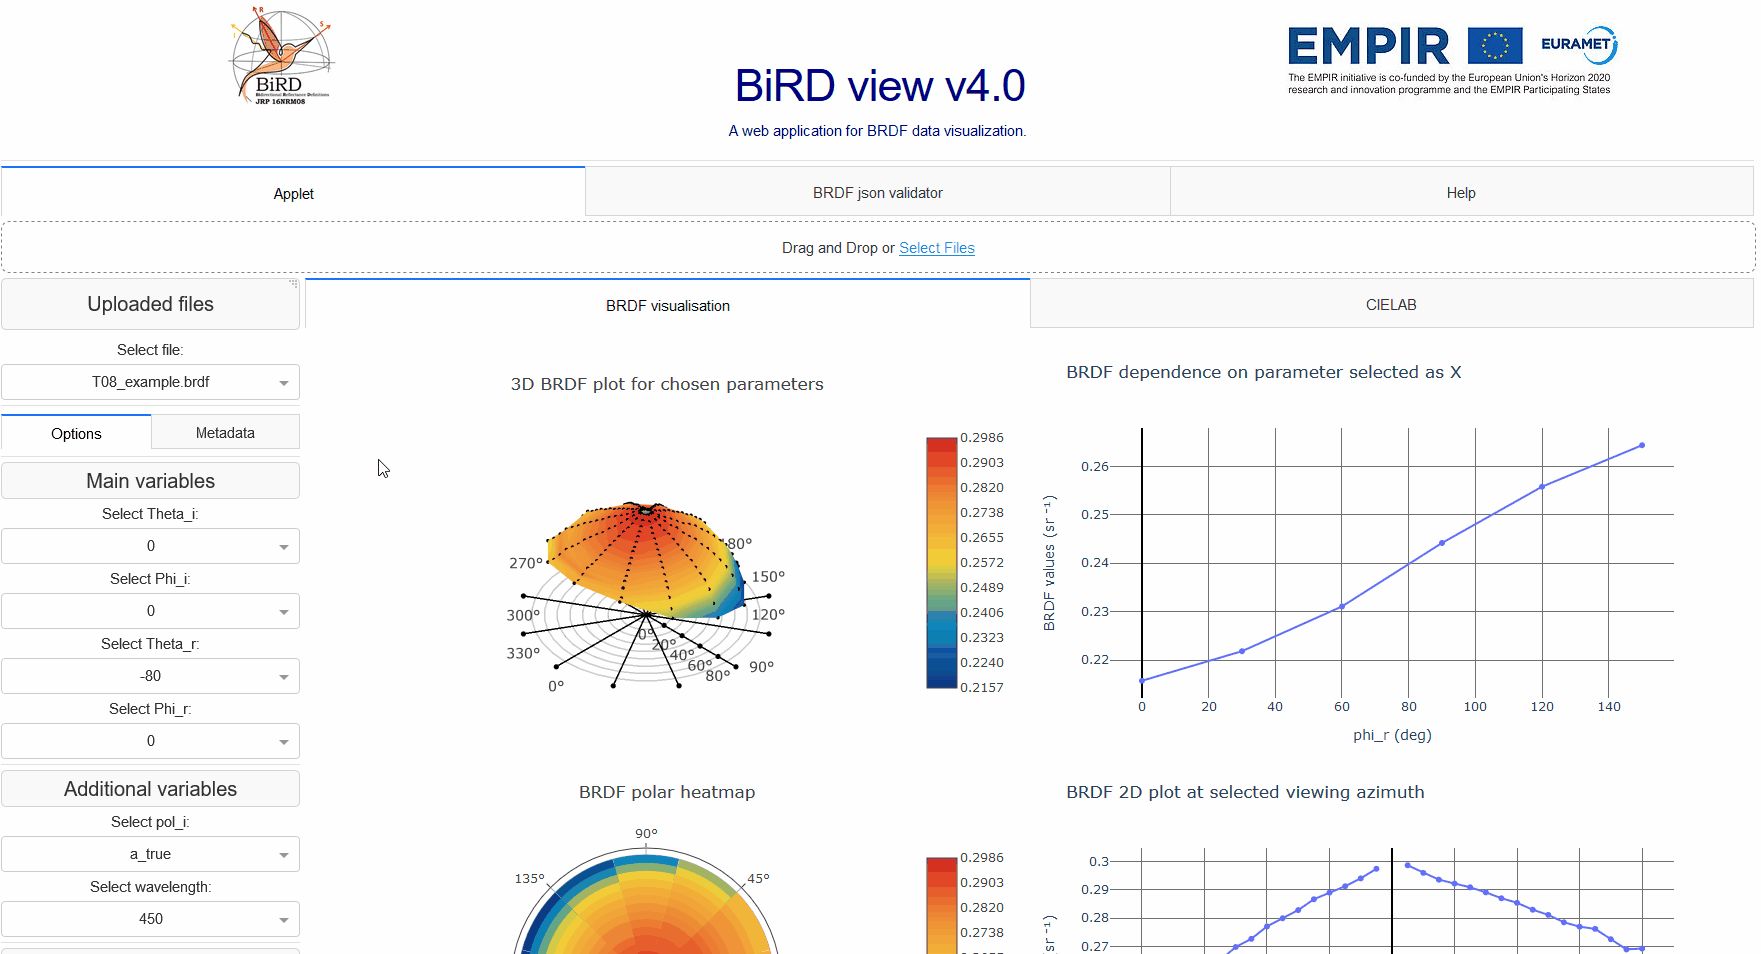 R
S
I
BiRD
Bidirectional Reflectance Definitions
JRP 16NRM08
BiRD view v4.0
A web application for BRDF data visualization.
EMPIR
EURAMET
The EMPIR initiative is co-funded by the European Union's Horizon 2020
research and innovation programme and the EMPIR Participating States
Applet
BRDF json validator
Help
Drag and Drop or Select Files
Uploaded files
Select file:
T08_example.brdf
Options
Metadata
Main variables
Select Theta_i:
0
Select Phi_i:
0
Select Theta_r:
-80
Select Phi_r:
0
Additional variables
Select pol_i:
a_true
Select wavelength:
450
BRDF visualisation
CIELAB
3D BRDF plot for chosen parameters
270°
300°
330°
0°
80°
150°
120°
90°
0°
20°
40°
60°
80°
0.2986
0.2903
0.2820
0.2738
0.2655
0.2572
0.2489
0.2406
0.2323
0.2240
0.2157
BRDF dependence on parameter selected as X
BRDF values (sr⁻¹)
0.26
0.25
0.24
0.23
0.22
0
20
40
60
80
100
120
140
phi_r (deg)
BRDF polar heatmap
90°
135°
45°
0.2986
0.2903
0.2820
0.2738
BRDF 2D plot at selected viewing azimuth
0.3
0.29
0.28
0.27
(sr⁻¹)